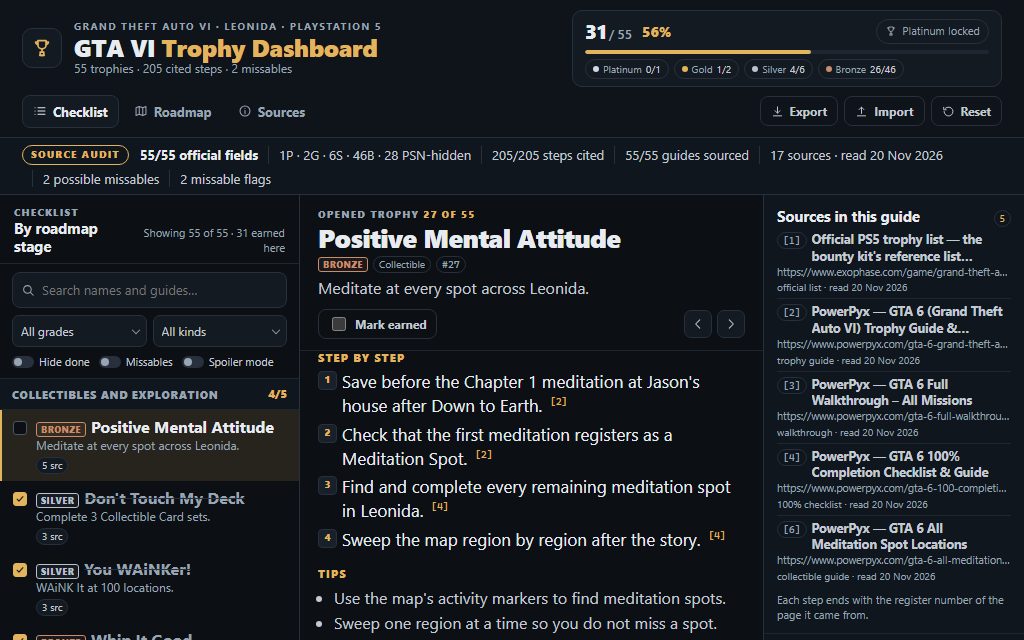 GRAND THEFT AUTO VI · LEONIDA · PLAYSTATION 5
GTA VI Trophy Dashboard
55 trophies · 205 cited steps · 2 missables
31 / 55 56%
Platinum locked
Platinum 0/1
Gold 1/2
Silver 4/6
Bronze 26/46
Checklist
Roadmap
Sources
Export
Import
Reset
SOURCE AUDIT
55/55 official fields
1P · 2G · 6S · 46B · 28 PSN-hidden
205/205 steps cited
55/55 guides sourced
17 sources · read 20 Nov 2026
2 possible missables
2 missable flags
CHECKLIST
By roadmap
stage
Showing 55 of 55 · 31 earned
here
Search names and guides...
All grades
All kinds
Hide done
Missables
Spoiler mode
COLLECTIBLES AND EXPLORATION 4/5
BRONZE Positive Mental Attitude
Meditate at every spot across Leonida.
5 src
SILVER Don't Touch My Deck
Complete 3 Collectible Card sets.
3 src
SILVER You WAiNKer!
WAiNK It at 100 locations.
3 src
Whip It Good
OPENED TROPHY 27 OF 55
Positive Mental Attitude
BRONZE
Collectible
#27
Meditate at every spot across Leonida.
Mark earned
STEP BY STEP
1 Save before the Chapter 1 meditation at Jason's
house after Down to Earth. [2]
2 Check that the first meditation registers as a
Meditation Spot. [2]
3 Find and complete every remaining meditation spot
in Leonida. [4]
4 Sweep the map region by region after the story. [4]
TIPS
• Use the map's activity markers to find meditation spots.
• Sweep one region at a time so you do not miss a spot.
Sources in this guide 5
[1] Official PS5 trophy list — the
bounty kit's reference list...
https://www.exophase.com/game/grand-theft-a...
official list · read 20 Nov 2026
[2] PowerPyx — GTA 6 (Grand Theft
Auto VI) Trophy Guide &...
https://www.powerpyx.com/gta-6-grand-theft-a...
trophy guide · read 20 Nov 2026
[3] PowerPyx — GTA 6 Full
Walkthrough – All Missions
https://www.powerpyx.com/gta-6-full-walkthrou...
walkthrough · read 20 Nov 2026
[4] PowerPyx — GTA 6 100%
Completion Checklist & Guide
https://www.powerpyx.com/gta-6-100-completi...
100% checklist · read 20 Nov 2026
[6] PowerPyx — GTA 6 All
Meditation Spot Locations
https://www.powerpyx.com/gta-6-all-meditation...
collectible guide · read 20 Nov 2026
Each step ends with the register number of the
page it came from.